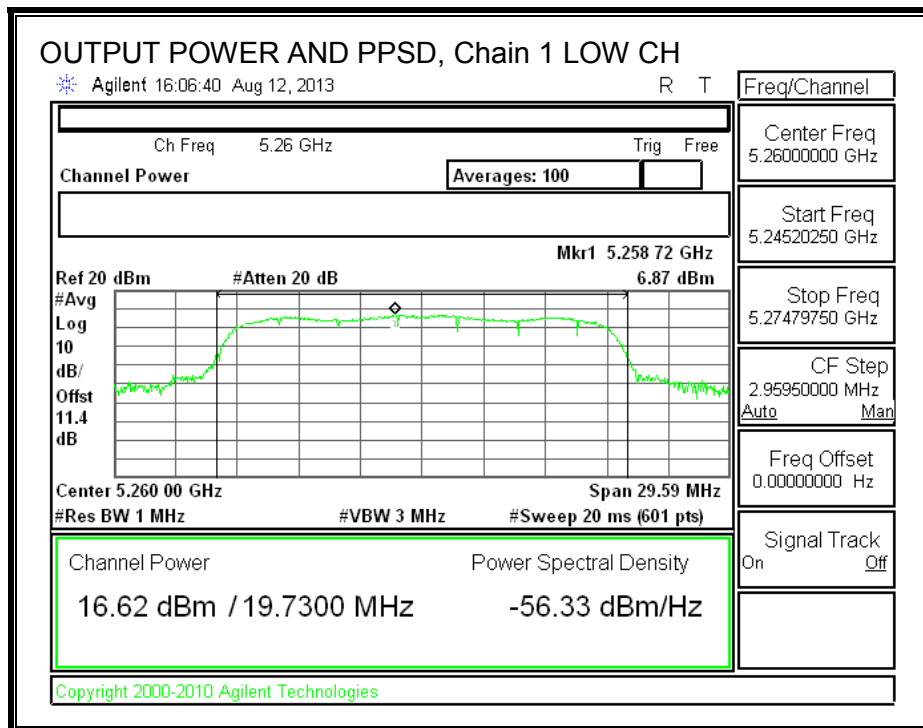 OUTPUT POWER AND PPSD, Chain 1 LOW CH
Agilent 16:06:40 Aug 12, 2013 R T
Freq/Channel
Ch Freq 5.26 GHz Trig Free
Channel Power Averages: 100
Mkr1 5.258 72 GHz
Ref 20 dBm #Atten 20 dB 6.87 dBm
#Avg
Log
10
dB/
Offst
11.4
dB
1
Center 5.260 00 GHz Span 29.59 MHz
#Res BW 1 MHz #VBW 3 MHz #Sweep 20 ms (601 pts)
Channel Power Power Spectral Density
16.62 dBm / 19.7300 MHz -56.33 dBm/Hz
Center Freq
5.26000000 GHz
Start Freq
5.24520250 GHz
Stop Freq
5.27479750 GHz
CF Step
2.95950000 MHz
Auto Man
Freq Offset
0.00000000 Hz
Signal Track
On Off
Copyright 2000-2010 Agilent Technologies